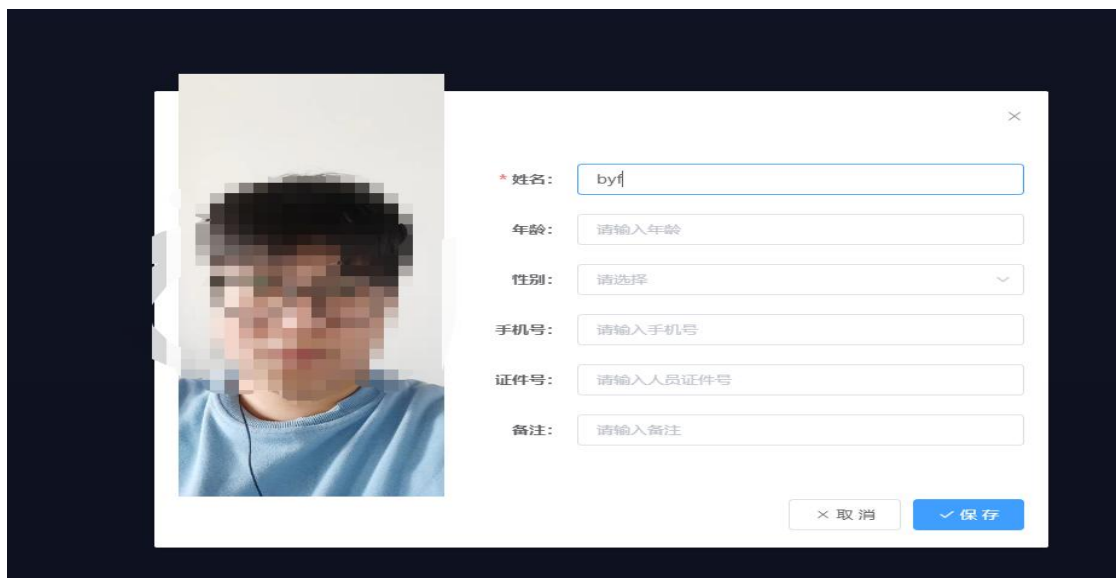 *姓名: byf
年龄: 请输入年龄
性别: 请选择
手机号: 请输入手机号
证件号: 请输入人员证件号
备注: 请输入备注
× 取消 ✓ 保存